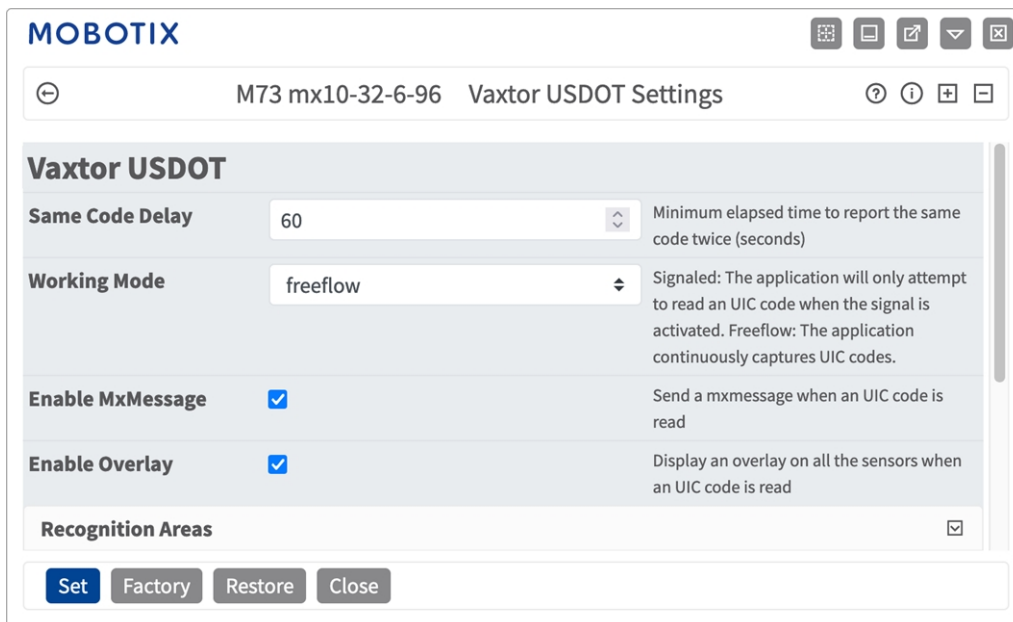 MOBOTIX
M73 mx10-32-6-96 Vaxtor USDOT Settings
Vaxtor USDOT
Same Code Delay
60
Minimum elapsed time to report the same
code twice (seconds)
Working Mode
freeflow
Signaled: The application will only attempt
to read an UIC code when the signal is
activated. Freeflow: The application
continuously captures UIC codes.
Enable MxMessage
Send a mxmessage when an UIC code is
read
Enable Overlay
Display an overlay on all the sensors when
an UIC code is read
Recognition Areas
Set Factory Restore Close